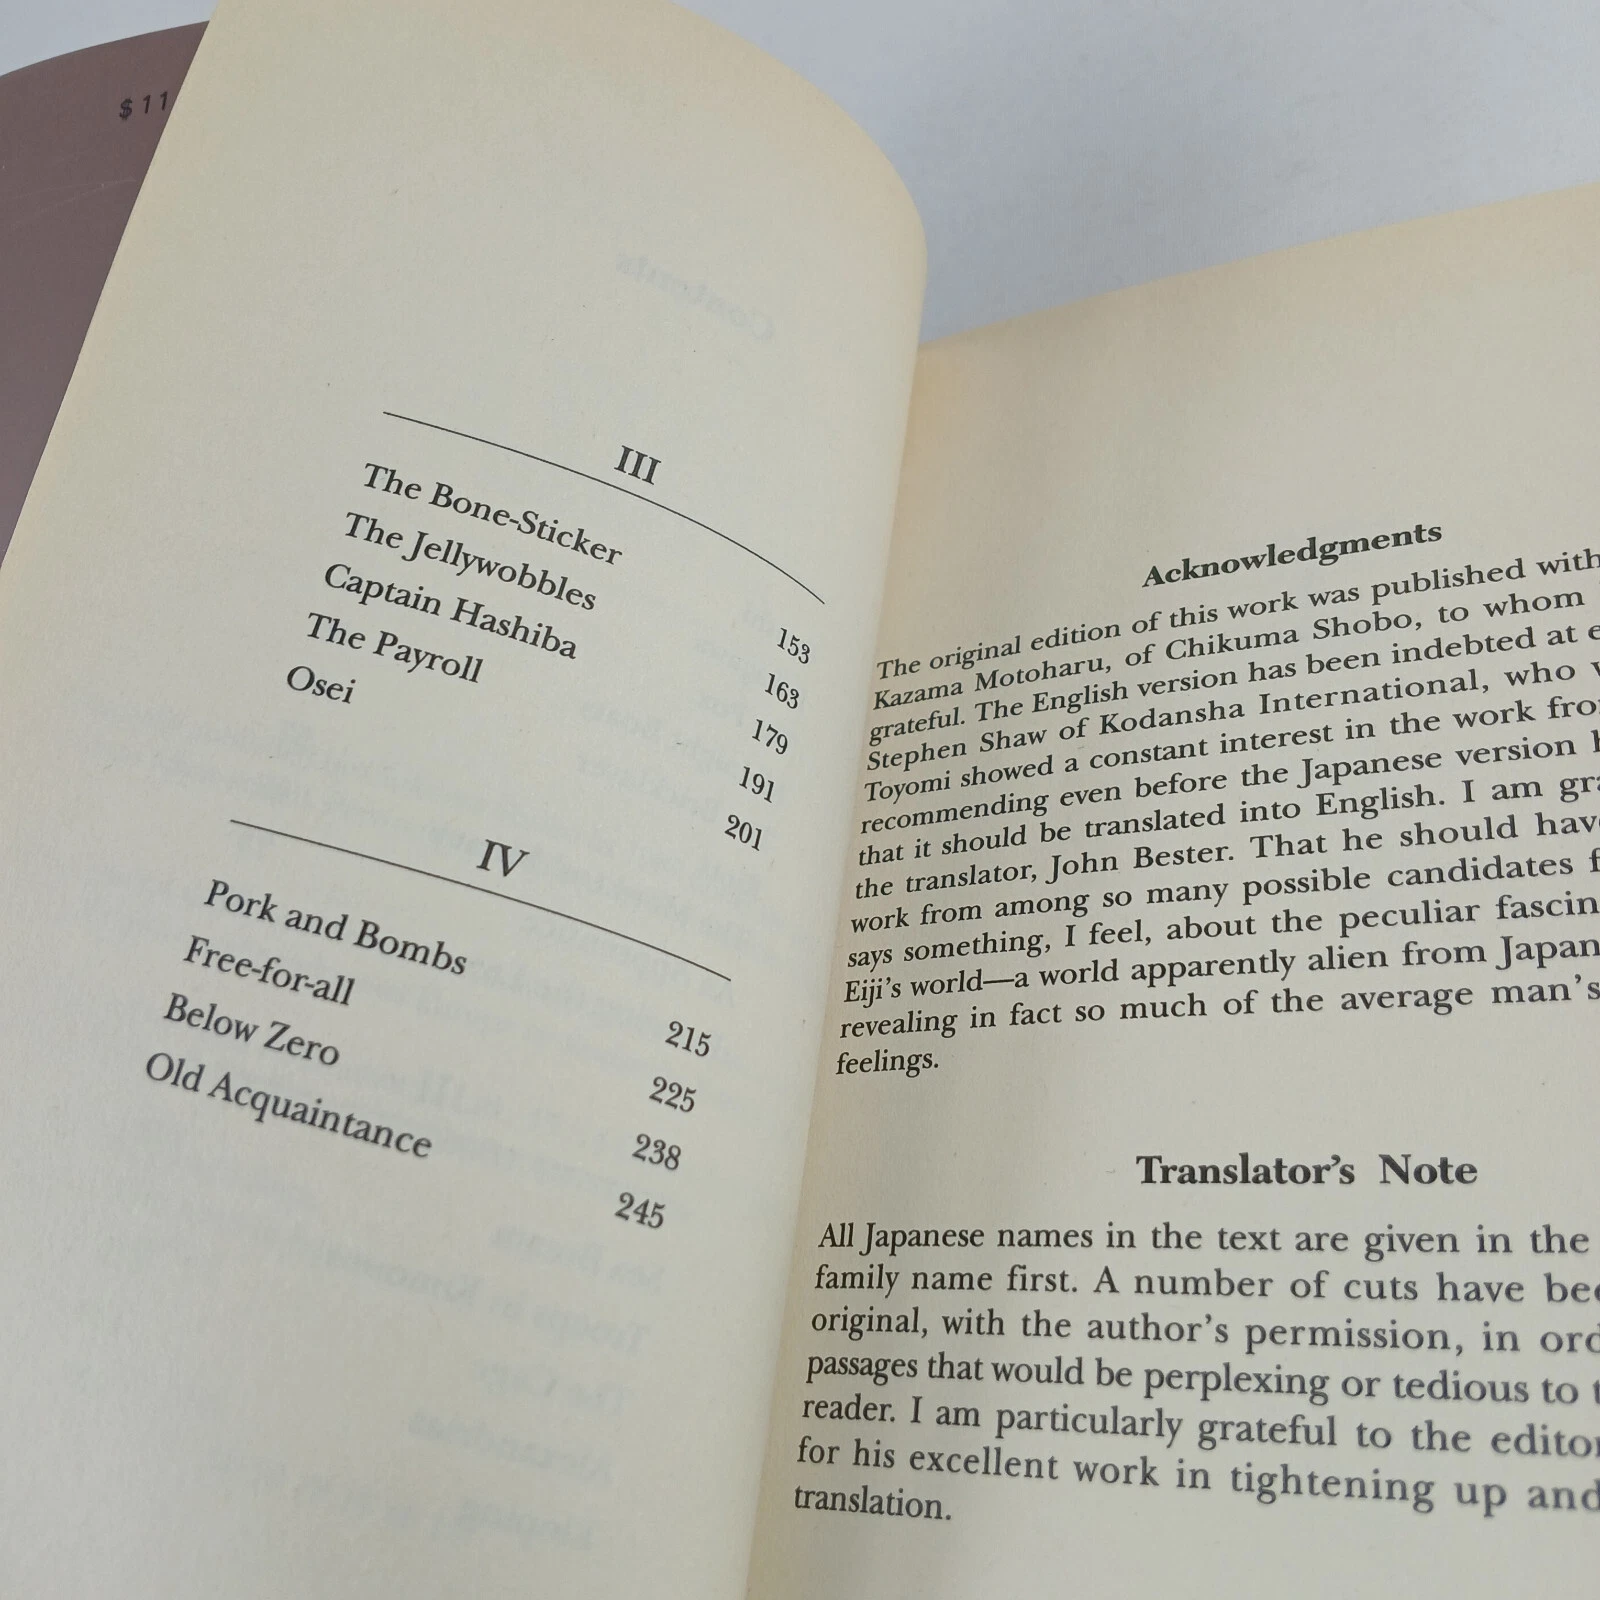 $11
III
The Bone-Sticker 153
The Jellywobbles 163
Captain Hashiba 179
The Payroll 191
Osei 201
IV
Pork and Bombs 215
Free-for-all 225
Below Zero 238
Old Acquaintance 245
Acknowledgments
The original edition of this work was published with
Kazama Motoharu, of Chikuma Shobo, to whom
grateful. The English version has been indebted at
Stephen Shaw of Kodansha International, who
Toyomi showed a constant interest in the work
recommending even before the Japanese version
that it should be translated into English. I am
the translator, John Bester. That he should
work from among so many possible candidates
says something, I feel, about the peculiar
Eiji's world—a world apparently alien from
revealing in fact so much of the average man's
feelings.
Translator's Note
All Japanese names in the text are given in the
family name first. A number of cuts have
original, with the author's permission, in
passages that would be perplexing or tedious to
reader. I am particularly grateful to the
for his excellent work in tightening up and
translation.